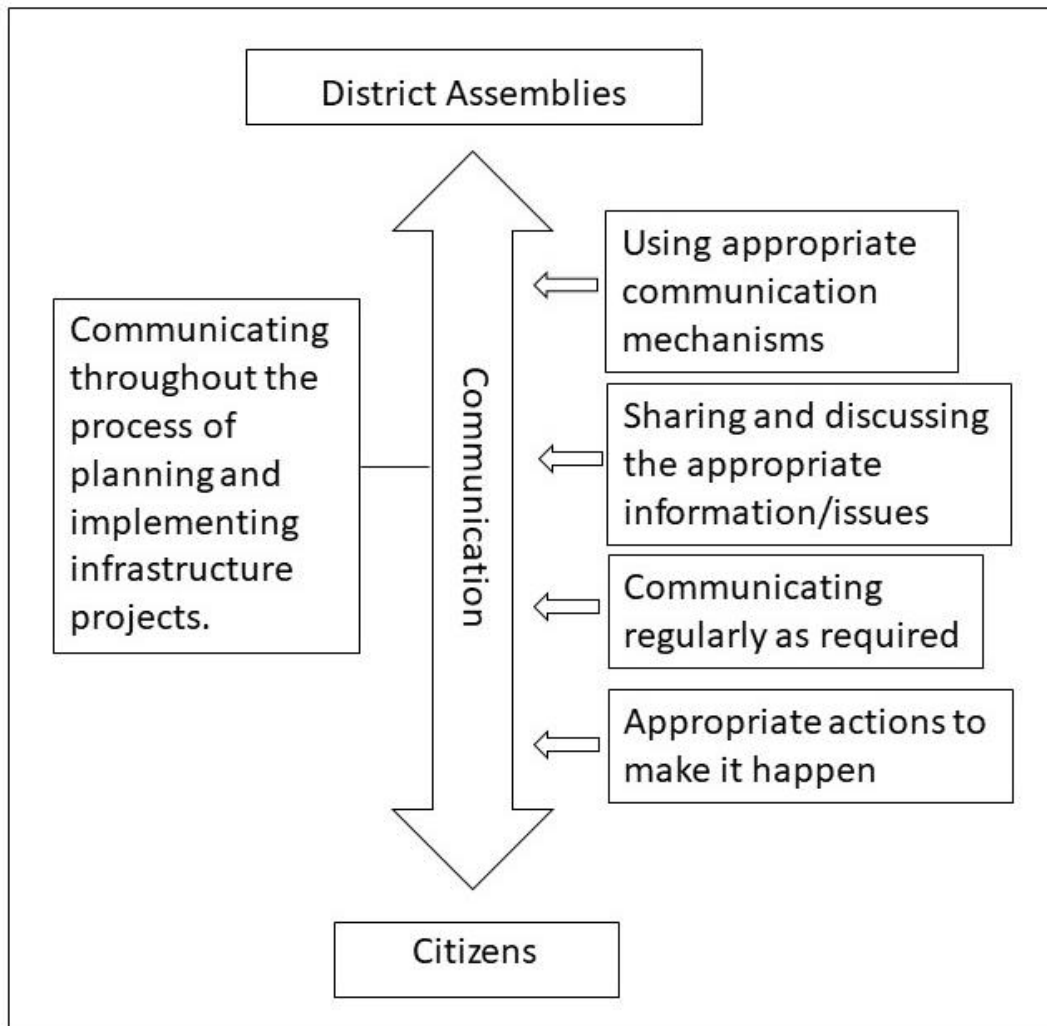 District Assemblies
Using appropriate
communication
mechanisms
Communicating
throughout the
process of
planning and
implementing
infrastructure
projects.
Communication
Sharing and discussing
the appropriate
information/issues
Communicating
regularly as required
Appropriate actions to
make it happen
Citizens